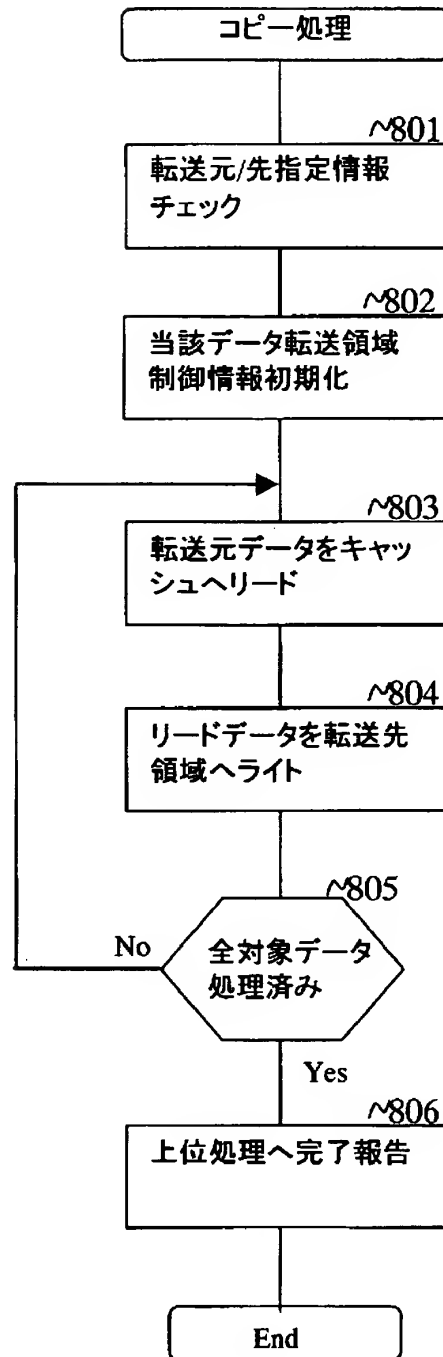 コピー処理
~801
転送元/先指定情報
チェック
~802
当該データ転送領域
制御情報初期化
~803
転送元データをキャッ
シュへリード
~804
リードデータを転送先
領域へライト
~805
No
全対象データ
処理済み
Yes
~806
上位処理へ完了報告
End